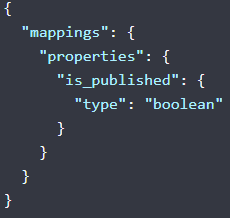 {
  "mappings": {
    "properties": {
      "is_published": {
        "type": "boolean"
      }
    }
  }
}